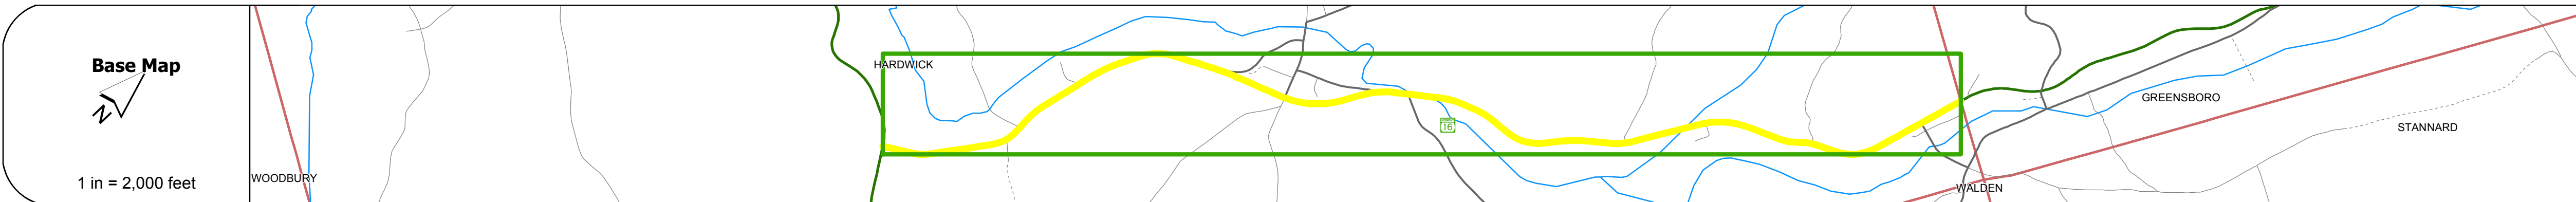 Base Map
N
1 in = 2,000 feet
WOODBURY
HARDWICK
16
GREENSBORO
STANNARD
WALDEN